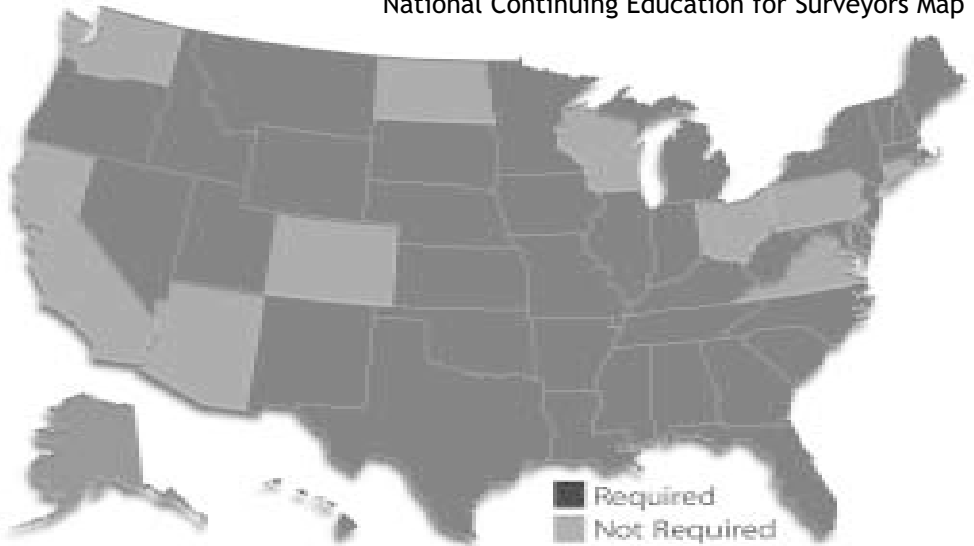 National Continuing Education for Surveyors Map
Required
Not Required